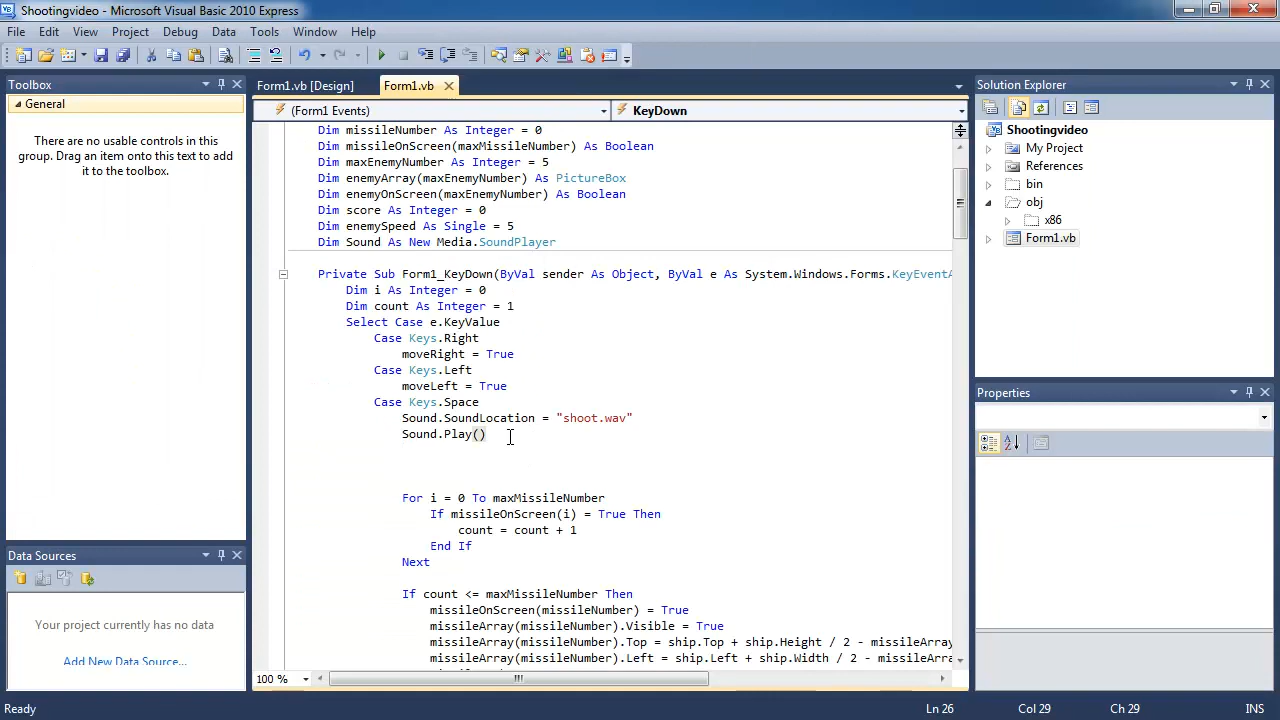 Shootingvideo - Microsoft Visual Basic 2010 Express
File Edit View Project Debug Data Tools Window Help
Toolbox
General
There are no usable controls in this
group. Drag an item onto this text to add
it to the toolbox.
Data Sources
Your project currently has no data
Add New Data Source...
Form1.vb [Design] Form1.vb
(Form1 Events) KeyDown
Dim missileNumber As Integer = 0
Dim missileOnScreen(maxMissileNumber) As Boolean
Dim maxEnemyNumber As Integer = 5
Dim enemyArray(maxEnemyNumber) As PictureBox
Dim enemyOnScreen(maxEnemyNumber) As Boolean
Dim score As Integer = 0
Dim enemySpeed As Single = 5
Dim Sound As New Media.SoundPlayer
Private Sub Form1_KeyDown(ByVal sender As Object, ByVal e As System.Windows.Forms.KeyEventA
Dim i As Integer = 0
Dim count As Integer = 1
Select Case e.KeyValue
Case Keys.Right
moveRight = True
Case Keys.Left
moveLeft = True
Case Keys.Space
Sound.SoundLocation = "shoot.wav"
Sound.Play()
For i = 0 To maxMissileNumber
If missileOnScreen(i) = True Then
count = count + 1
End If
Next
If count <= maxMissileNumber Then
missileOnScreen(missileNumber) = True
missileArray(missileNumber).Visible = True
missileArray(missileNumber).Top = ship.Top + ship.Height / 2 - missileArray
missileArray(missileNumber).Left = ship.Left + ship.Width / 2 - missileArra
100 %
Solution Explorer
Shootingvideo
My Project
References
bin
obj
x86
Form1.vb
Properties
Ready Ln 26 Col 29 Ch 29 INS